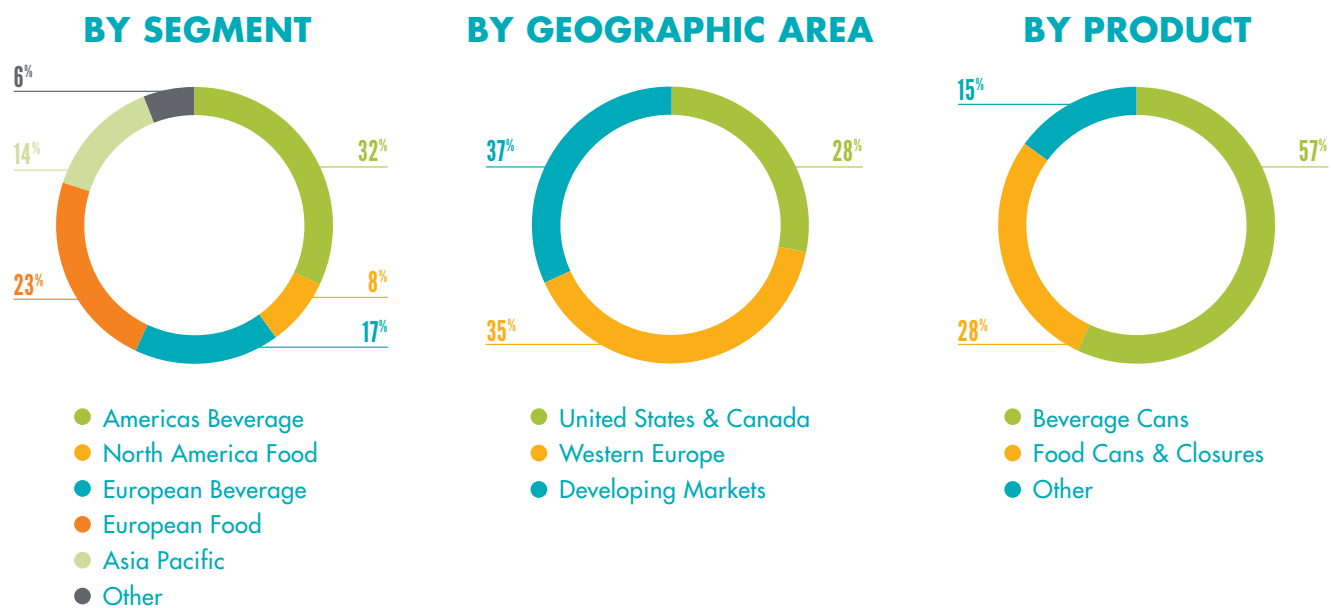 BY SEGMENT
6%
14%
32%
23%
8%
17%
Americas Beverage
North America Food
European Beverage
European Food
Asia Pacific
Other
BY GEOGRAPHIC AREA
37%
28%
35%
United States & Canada
Western Europe
Developing Markets
BY PRODUCT
15%
57%
28%
Beverage Cans
Food Cans & Closures
Other